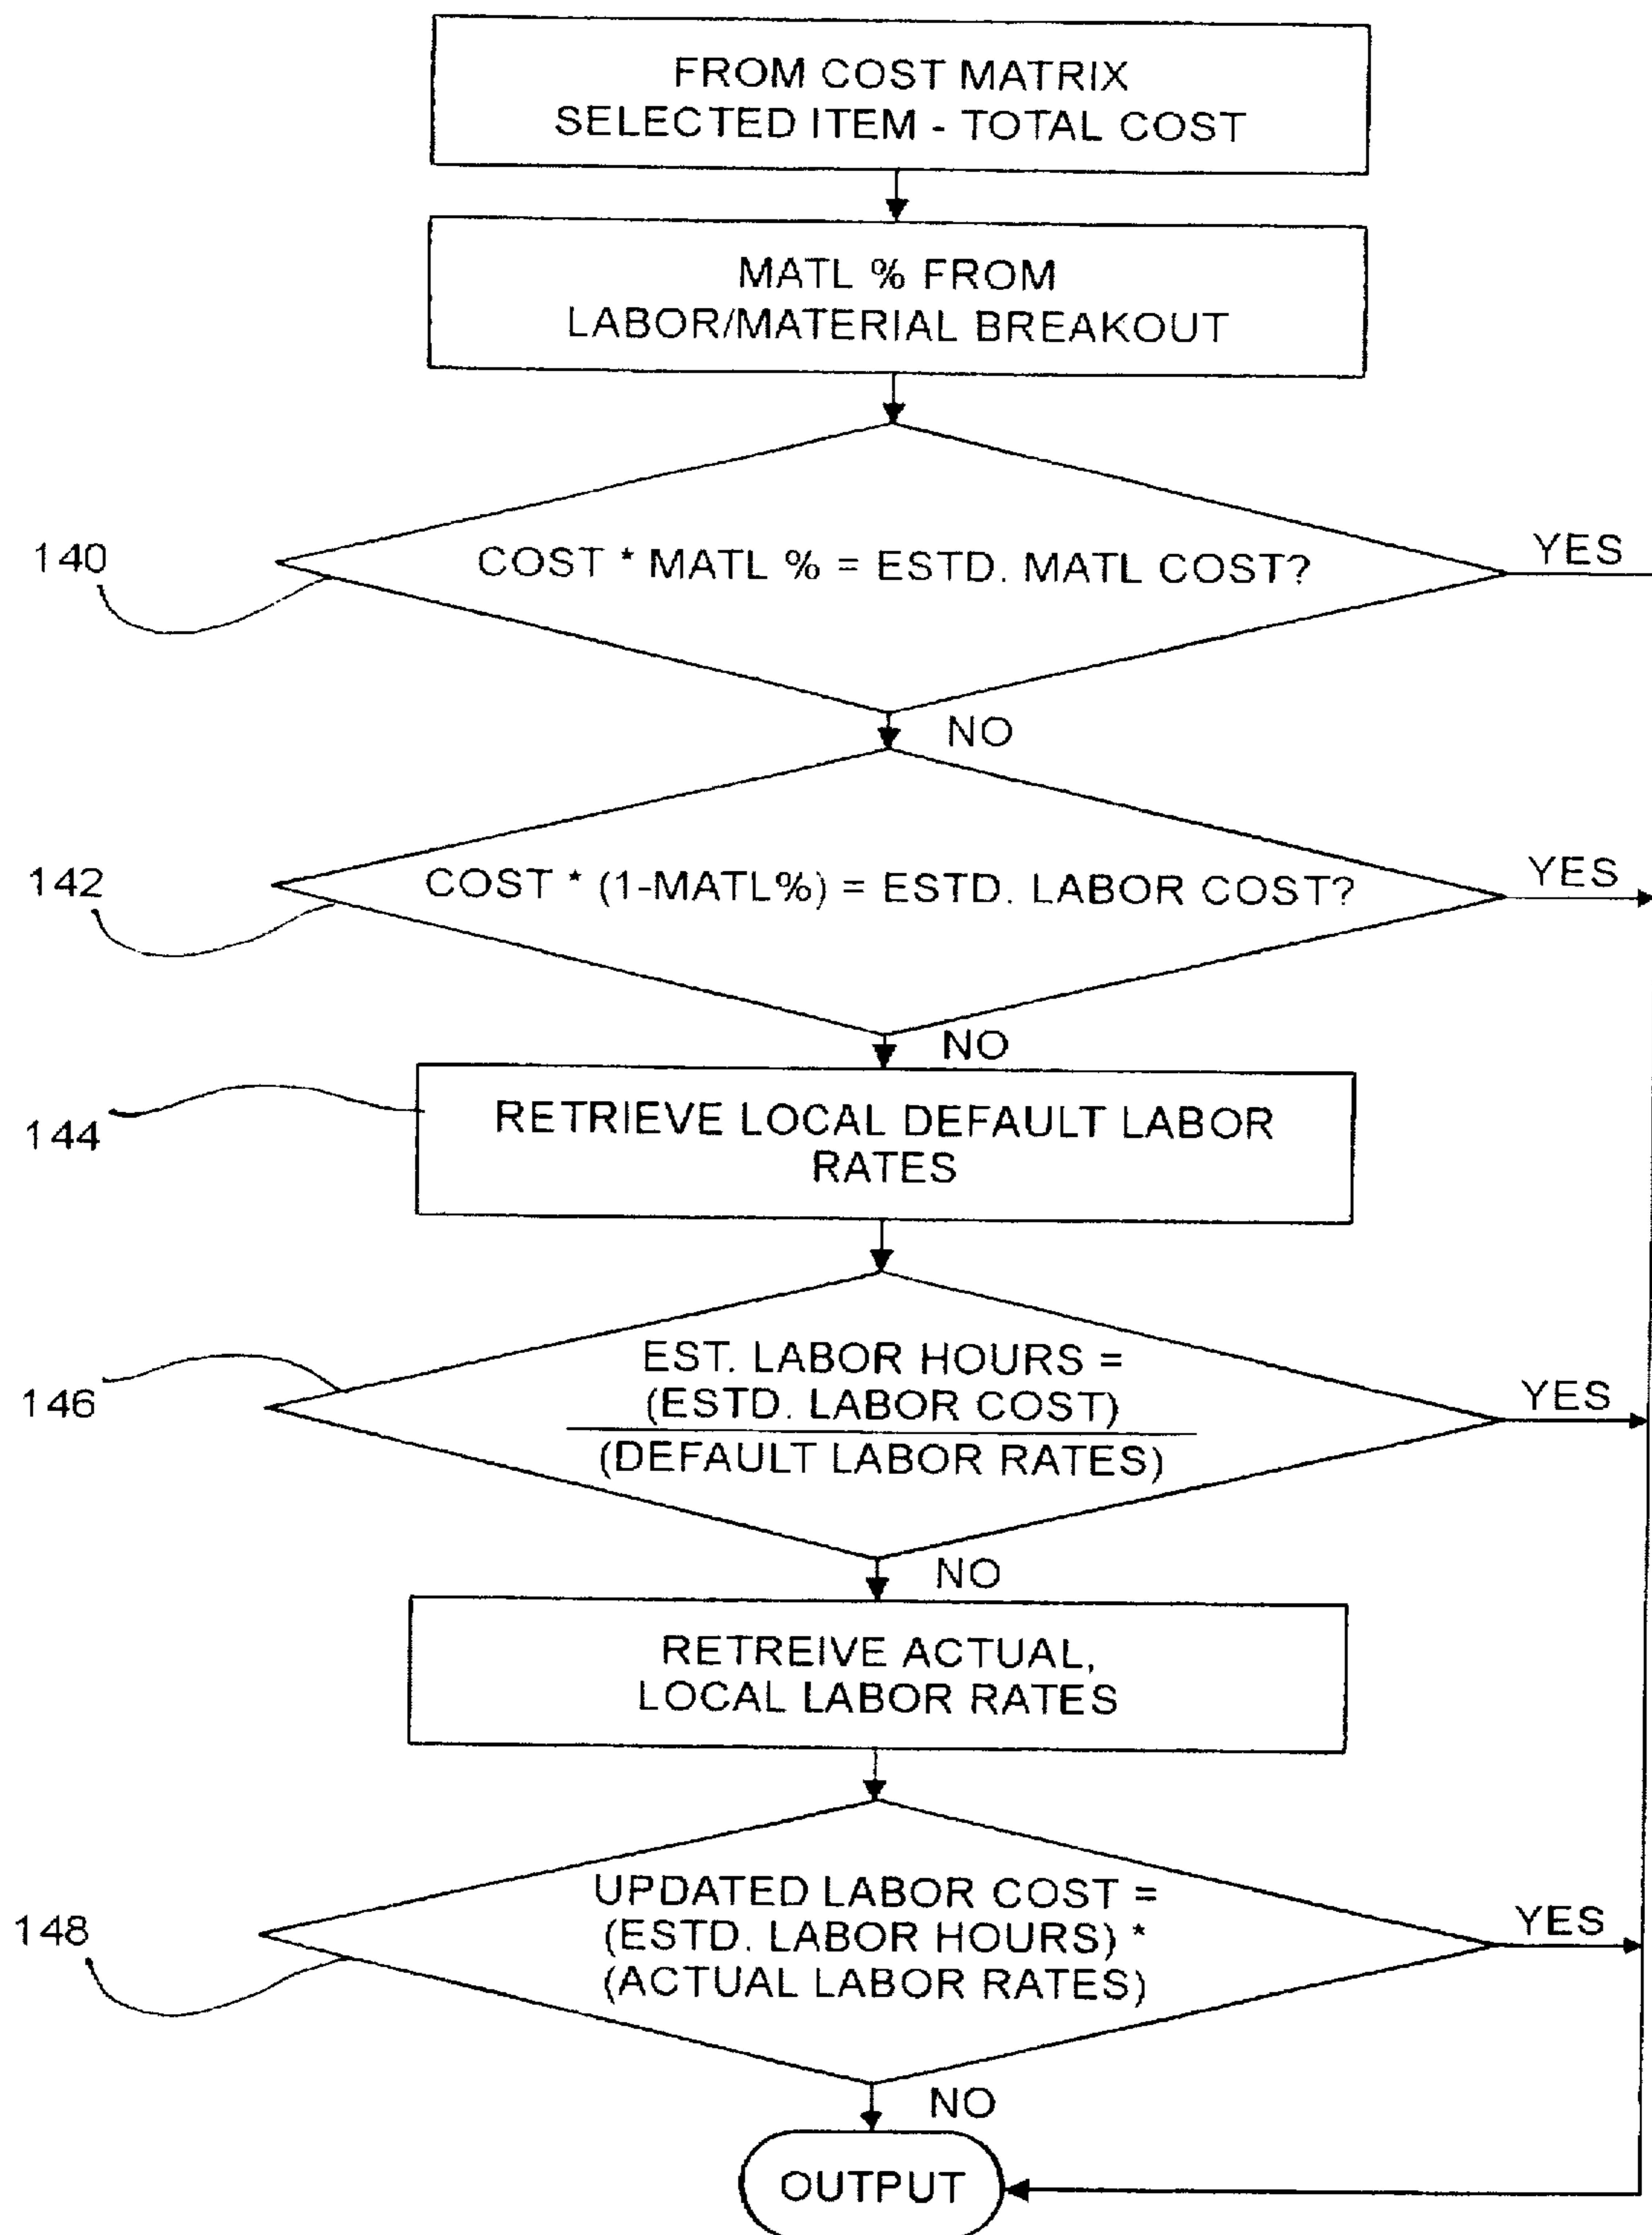 FROM COST MATRIX
SELECTED ITEM - TOTAL COST
MATL % FROM
LABOR/MATERIAL BREAKOUT
140
COST * MATL % = ESTD. MATL COST?
YES
NO
142
COST * (1-MATL%) = ESTD. LABOR COST?
YES
NO
144
RETRIEVE LOCAL DEFAULT LABOR
RATES
146
EST. LABOR HOURS =
(ESTD. LABOR COST)
(DEFAULT LABOR RATES)
YES
NO
RETREIVE ACTUAL,
LOCAL LABOR RATES
148
UPDATED LABOR COST =
(ESTD. LABOR HOURS) *
(ACTUAL LABOR RATES)
YES
NO
OUTPUT